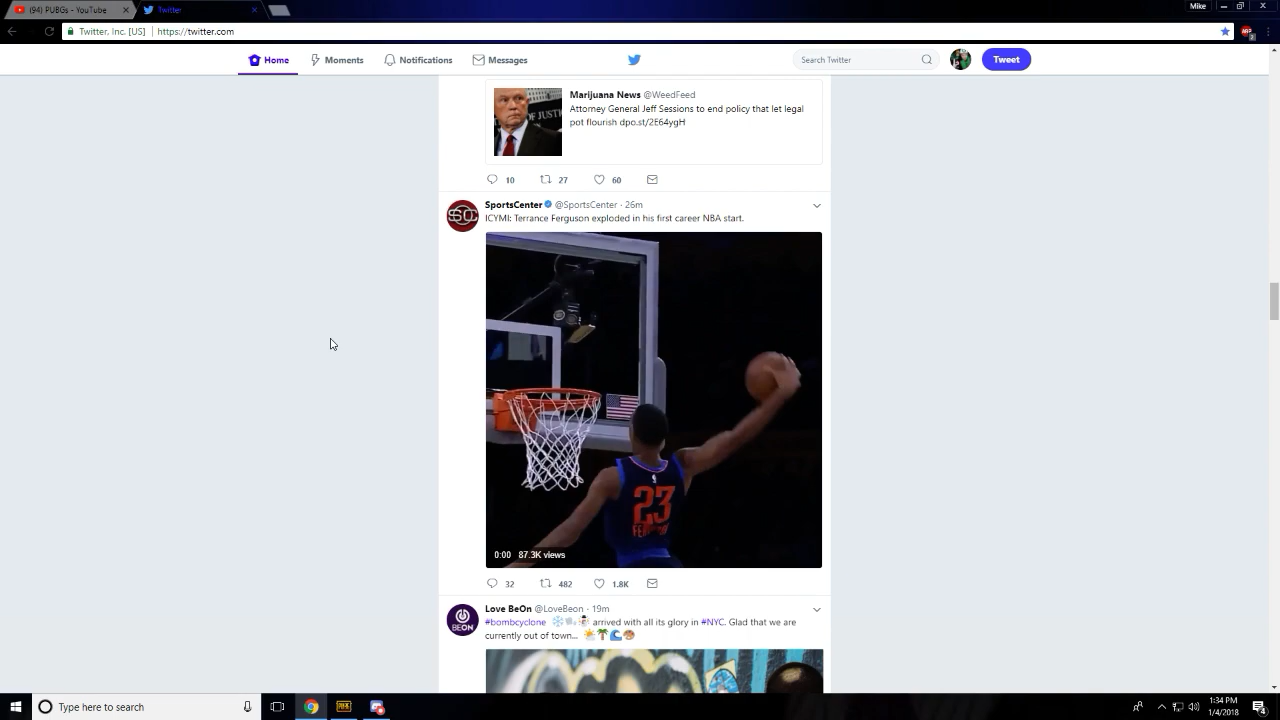 (94) PUBGs - YouTube
Twitter
Mike
Twitter, Inc. [US] https://twitter.com
Home Moments Notifications Messages
Search Twitter
Tweet
Marijuana News @WeedFeed
Attorney General Jeff Sessions to end policy that let legal
pot flourish dpo.st/2E64ygH
10 27 60
SportsCenter @SportsCenter · 26m
ICYMI: Terrance Ferguson exploded in his first career NBA start.
23
0:00 87.3K views
32 482 1.8K
Love BeOn @LoveBeon · 19m
BEON
#bombcyclone ❄️🌬️⛄ arrived with all its glory in #NYC. Glad that we are
currently out of town...
Type here to search
1:34 PM
1/4/2018